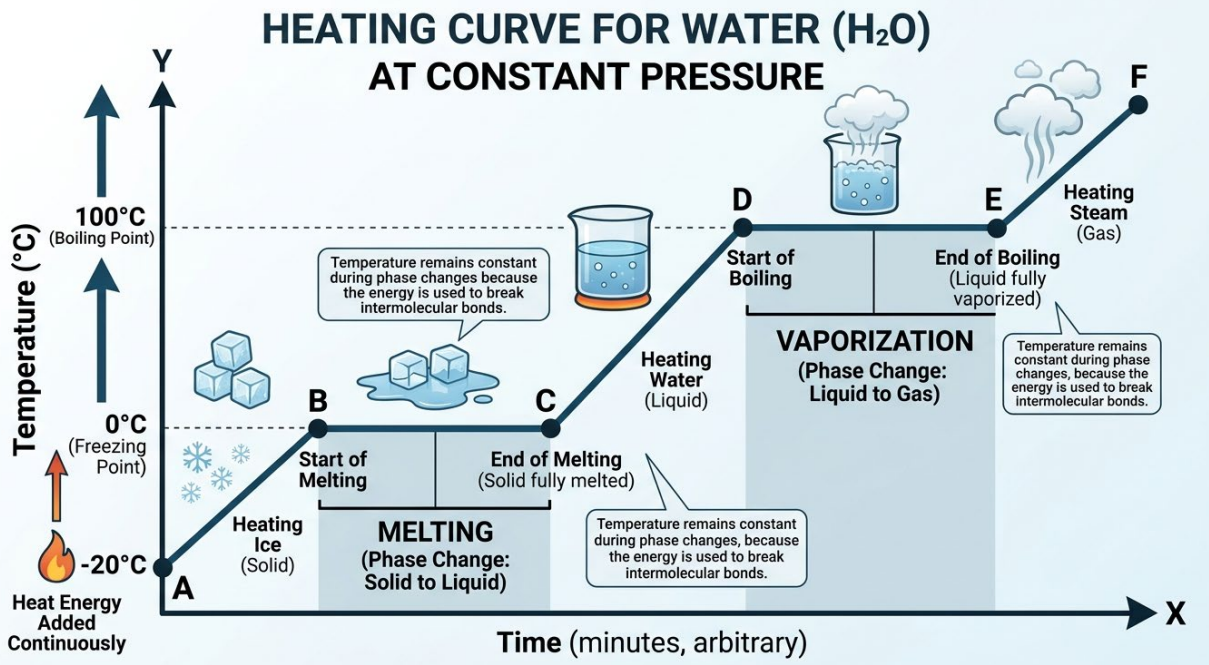 HEATING CURVE FOR WATER (H₂O)
AT CONSTANT PRESSURE
Y
F
100°C
(Boiling Point)
Temperature (°C)
0°C
(Freezing
Point)
-20°C
Heat Energy
Added
Continuously
A
Heating
Ice
(Solid)
B
Start of
Melting
Temperature remains constant
during phase changes because
the energy is used to break
intermolecular bonds.
C
End of Melting
(Solid fully melted)
MELTING
(Phase Change:
Solid to Liquid)
Temperature remains constant
during phase changes, because
the energy is used to break
intermolecular bonds.
Heating
Water
(Liquid)
D
Start of
Boiling
E
End of Boiling
(Liquid fully
vaporized)
VAPORIZATION
(Phase Change:
Liquid to Gas)
Heating
Steam
(Gas)
Temperature remains
constant during phase
changes, because the
energy is used to break
intermolecular bonds.
X
Time (minutes, arbitrary)